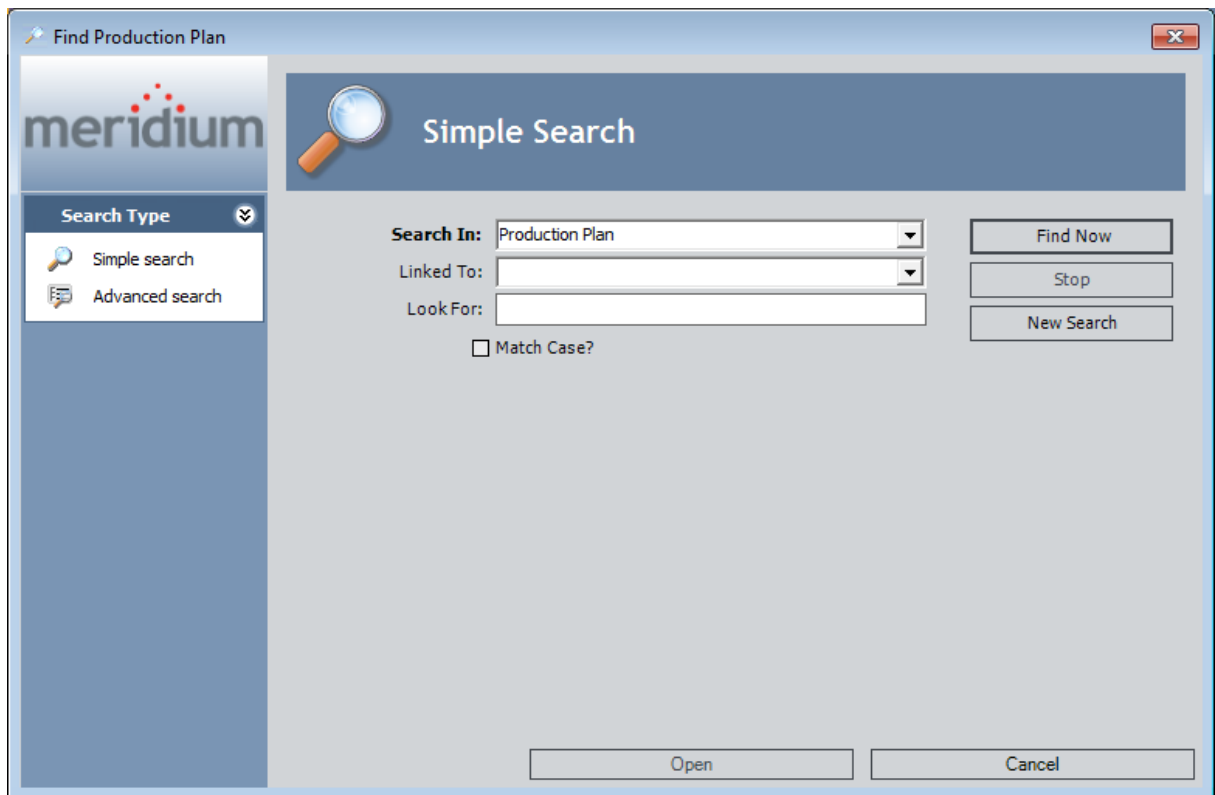 Find Production Plan
meridium
Simple Search
Search Type
Simple search
Advanced search
Search In: Production Plan
Linked To:
Look For:
Match Case?
Find Now
Stop
New Search
Open
Cancel